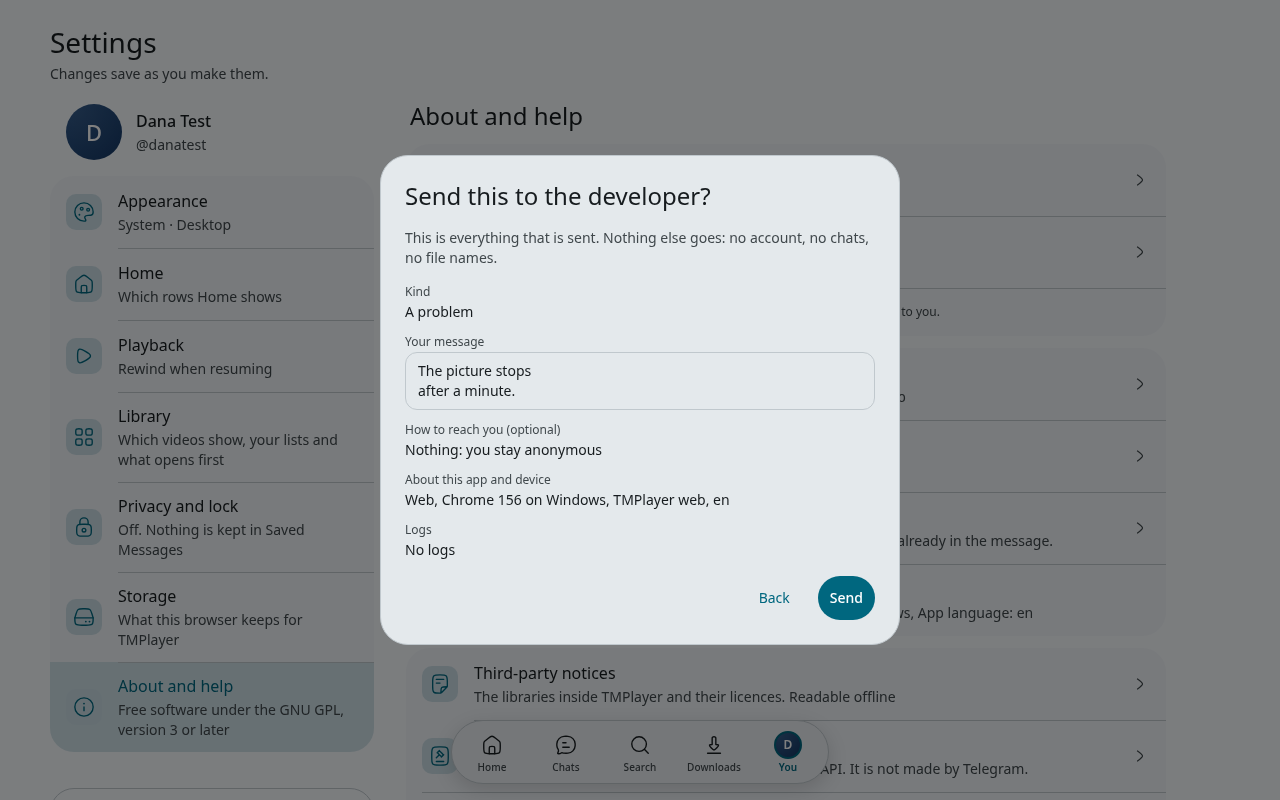 Settings
Changes save as you make them.
D
Dana Test
@danatest
Appearance
System · Desktop
Home
Which rows Home shows
Playback
Rewind when resuming
Library
Which videos show, your lists and
what opens first
Privacy and lock
Off. Nothing is kept in Saved
Messages
Storage
What this browser keeps for
TMPlayer
About and help
Free software under the GNU GPL,
version 3 or later
About and help
to you.
already in the message.
App language: en
Third-party notices
The libraries inside TMPlayer and their licences. Readable offline
API. It is not made by Telegram.
Send this to the developer?
This is everything that is sent. Nothing else goes: no account, no chats,
no file names.
Kind
A problem
Your message
The picture stops
after a minute.
How to reach you (optional)
Nothing: you stay anonymous
About this app and device
Web, Chrome 156 on Windows, TMPlayer web, en
Logs
No logs
Back
Send
Home
Chats
Search
Downloads
D
You